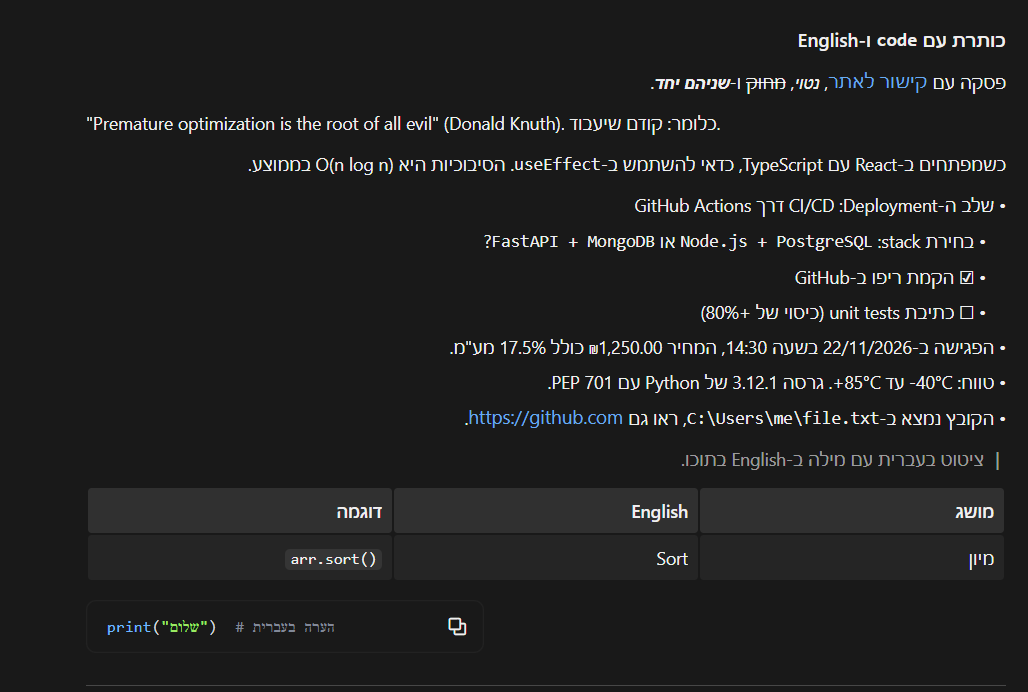 כותרת עם code ו-English
פסקה עם קישור לאתר, נטוי, מחוק ו-שניהם יחד.
"Premature optimization is the root of all evil" (Donald Knuth). כלומר: קודם שיעבוד.
כשמפתחים ב-React עם TypeScript, כדאי להשתמש ב-useEffect. הסיבוכיות היא O(n log n) בממוצע.
• שלב ה-Deployment: CI/CD דרך GitHub Actions
• בחירת stack: Node.js + PostgreSQL או FastAPI + MongoDB?
• ☑ הקמת ריפו ב-GitHub
• ☐ כתיבת unit tests (כיסוי של +80%)
• הפגישה ב-22/11/2026 בשעה 14:30, המחיר ₪1,250.00 כולל 17.5% מע"מ.
• טווח: -40°C עד +85°C. גרסה 3.12.1 של Python עם PEP 701.
• הקובץ נמצא ב-C:\Users\me\file.txt, ראו גם https://github.com.
ציטוט בעברית עם מילה ב-English בתוכו.
מושג English דוגמה
מיון Sort arr.sort()
print("שלום")  # הערה בעברית